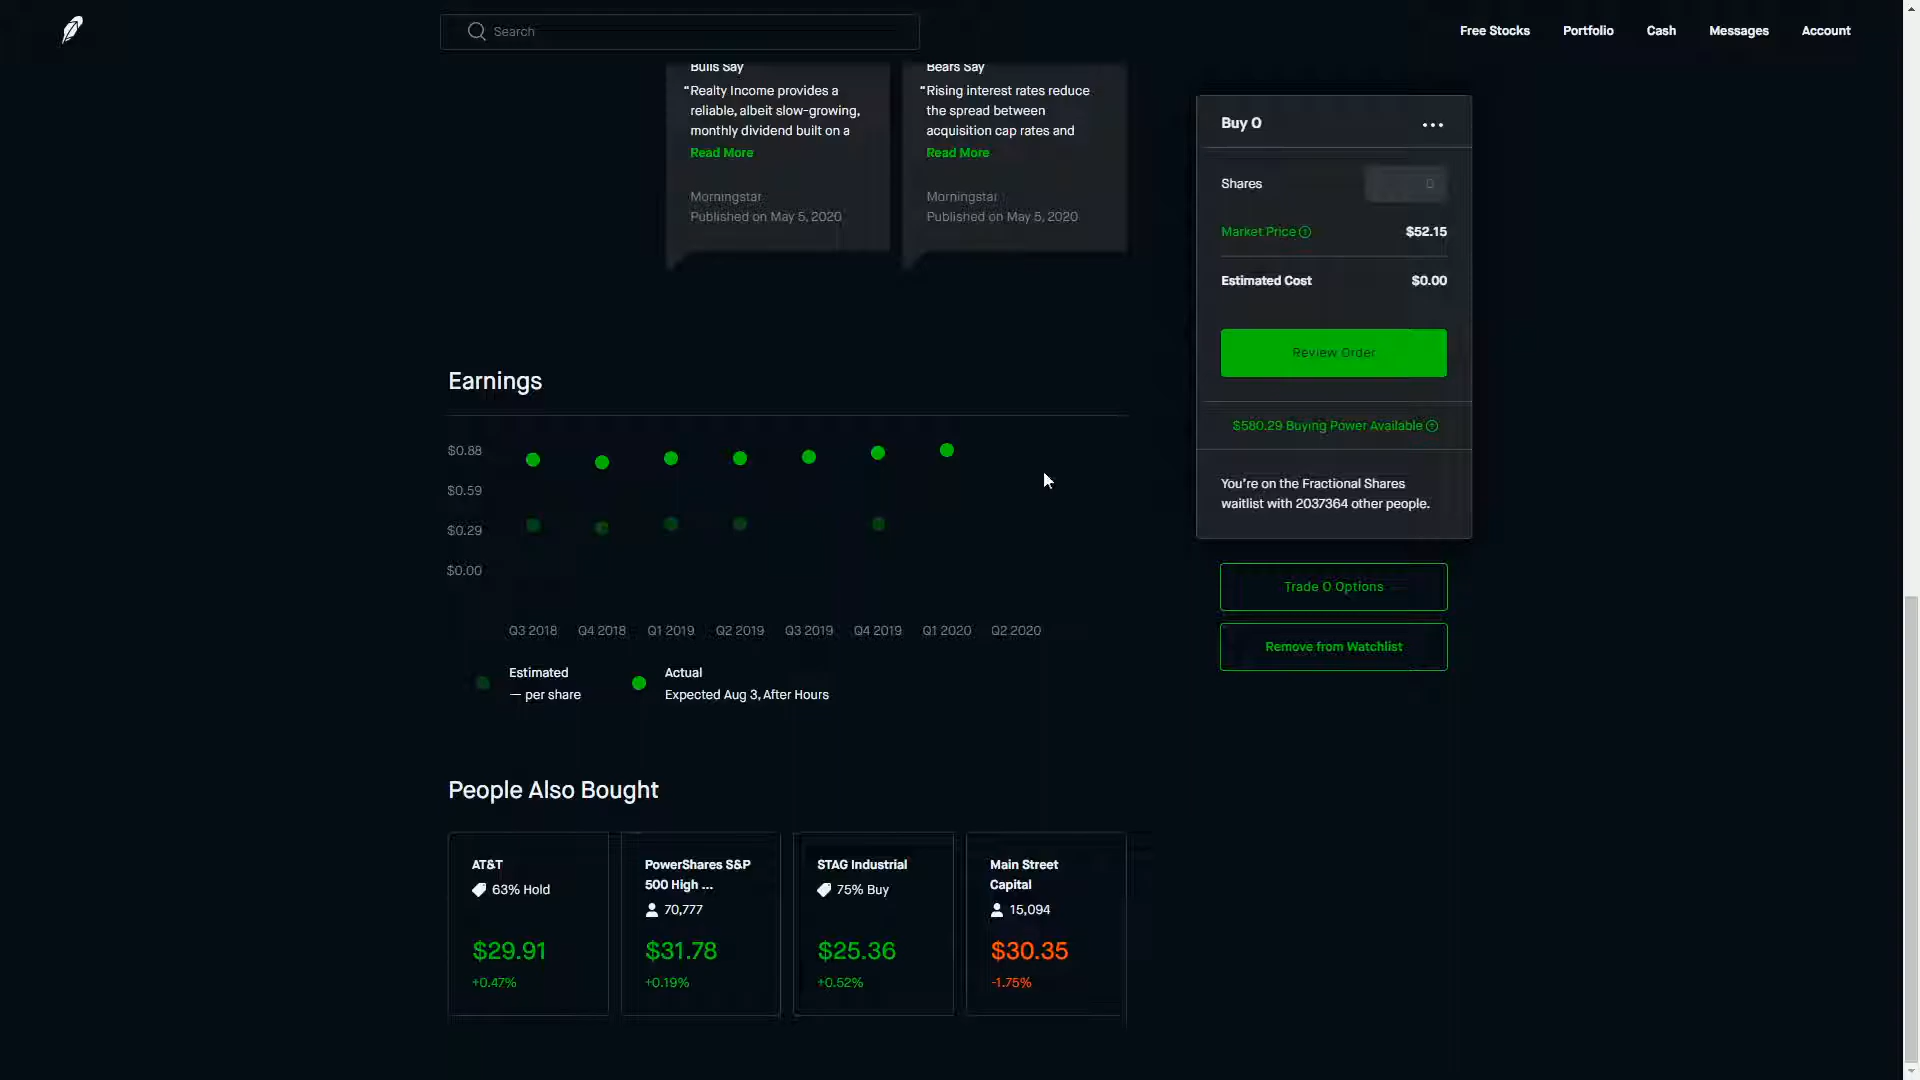 Search
Free Stocks
Portfolio
Cash
Messages
Account
Bulls Say
“Realty Income provides a
reliable, albeit slow-growing,
monthly dividend built on a
Read More
Morningstar
Published on May 5, 2020
Bears Say
“Rising interest rates reduce
the spread between
acquisition cap rates and
Read More
Morningstar
Published on May 5, 2020
Buy O
Shares
0
Market Price
$52.15
Estimated Cost
$0.00
Review Order
$580.29 Buying Power Available
You’re on the Fractional Shares
waitlist with 2037364 other people.
Trade O Options
Remove from Watchlist
Earnings
$0.88
$0.59
$0.29
$0.00
Q3 2018
Q4 2018
Q1 2019
Q2 2019
Q3 2019
Q4 2019
Q1 2020
Q2 2020
Estimated
— per share
Actual
Expected Aug 3, After Hours
People Also Bought
AT&T
63% Hold
$29.91
+0.47%
PowerShares S&P
500 High ...
70,777
$31.78
+0.19%
STAG Industrial
75% Buy
$25.36
+0.52%
Main Street
Capital
15,094
$30.35
-1.75%